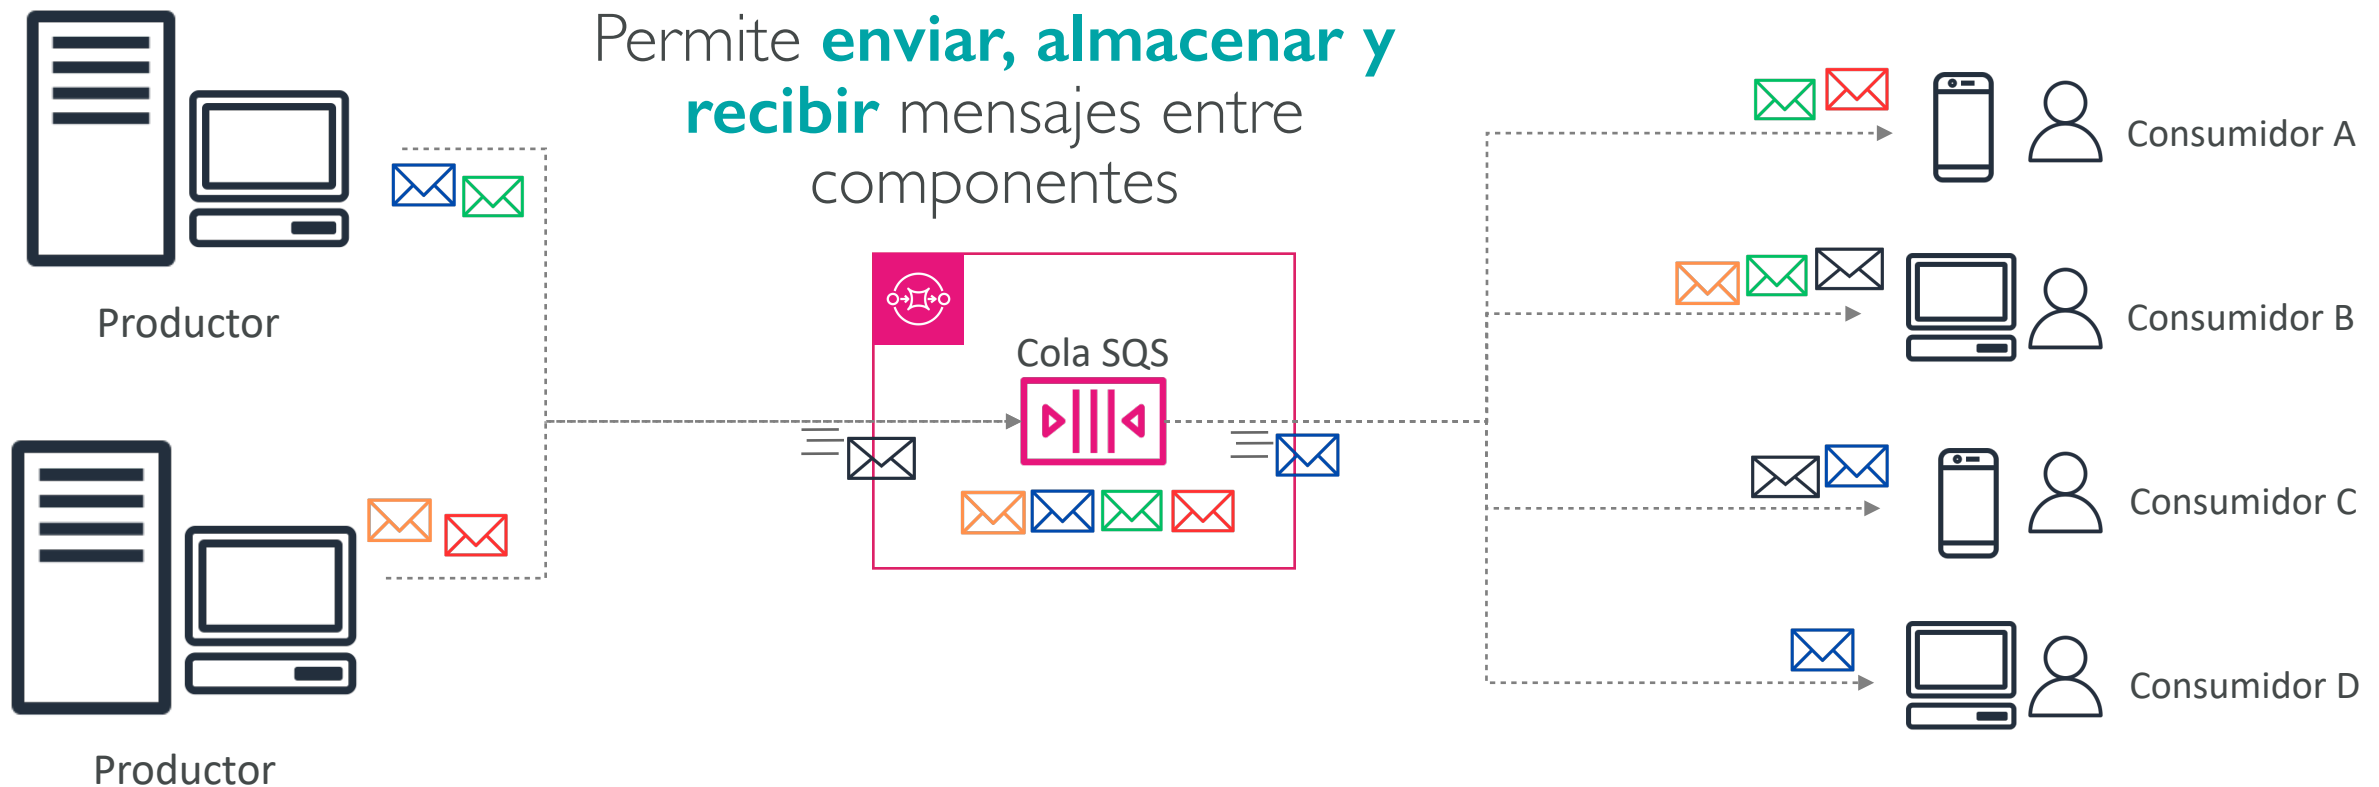 Permite enviar, almacenar y
recibir mensajes entre
componentes
Productor
Productor
Cola SQS
Consumidor A
Consumidor B
Consumidor C
Consumidor D